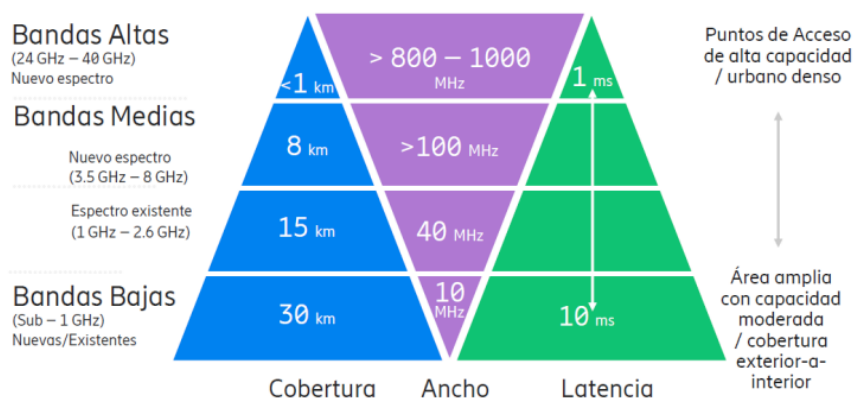 Bandas Altas
(24 GHz – 40 GHz)
Nuevo espectro
<1 km
> 800 – 1000
MHz
1 ms
Puntos de Acceso
de alta capacidad
/ urbano denso
Bandas Medias
Nuevo espectro
(3.5 GHz – 8 GHz)
8 km
>100 MHz
Espectro existente
(1 GHz – 2.6 GHz)
15 km
40 MHz
Bandas Bajas
(Sub – 1 GHz)
Nuevas/Existentes
30 km
10
MHz
10 ms
Área amplia
con capacidad
moderada
/ cobertura
exterior-a-
interior
Cobertura
Ancho
Latencia